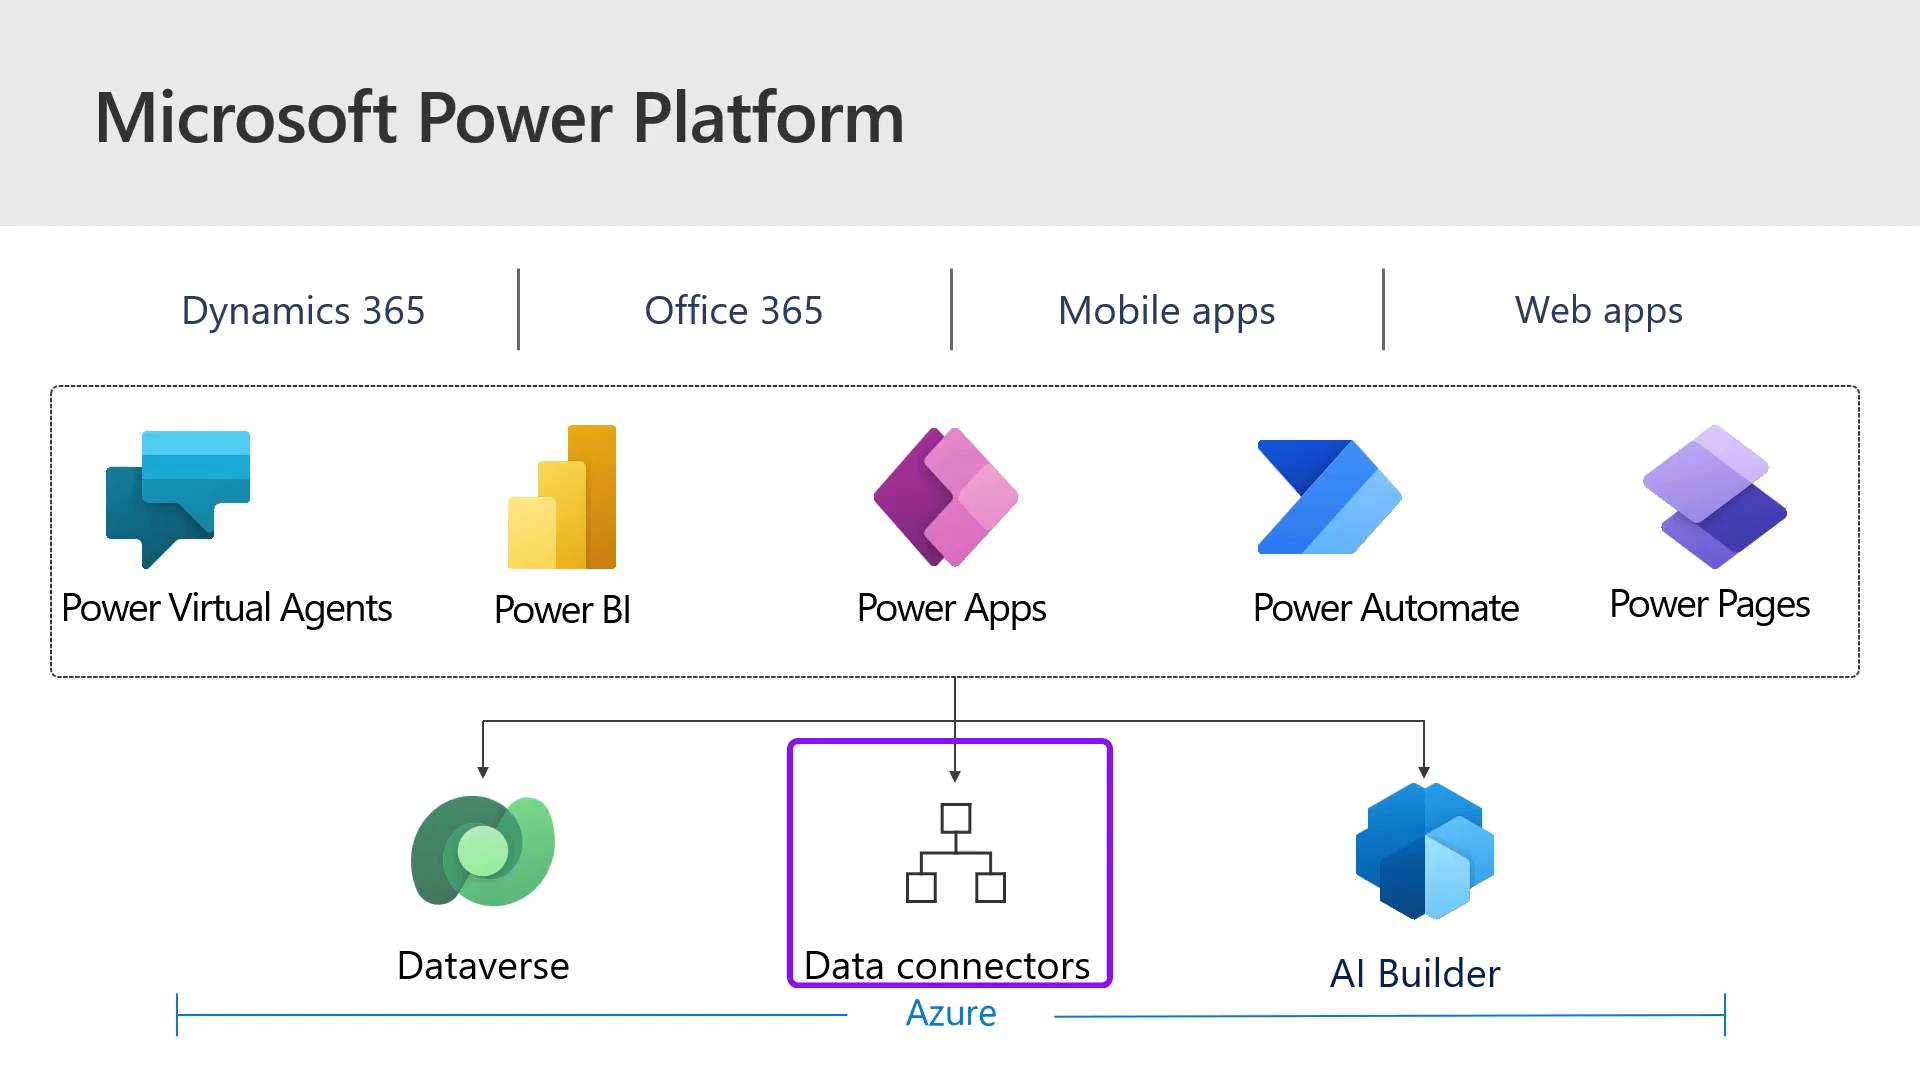 Microsoft Power Platform
Dynamics 365
Office 365
Mobile apps
Web apps
Power Virtual Agents
Power BI
Power Apps
Power Automate
Power Pages
Dataverse
Data connectors
AI Builder
Azure